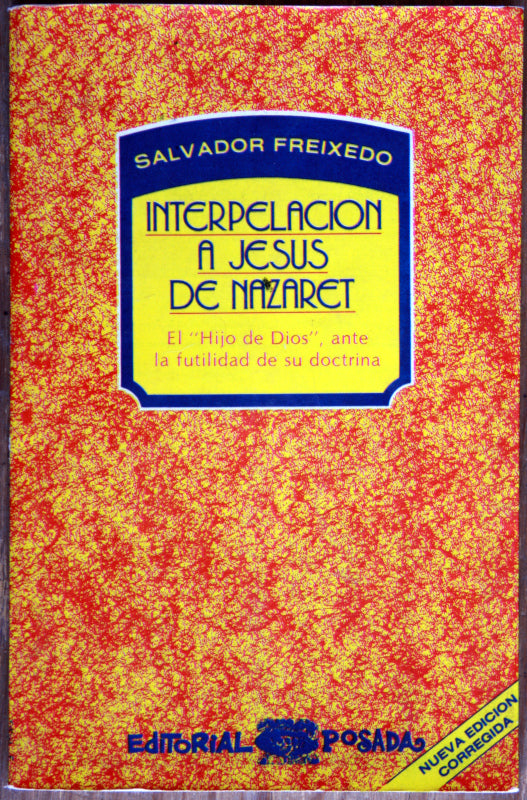 SALVADOR FREIXEDO
INTERPELACION
A JESUS
DE NAZARET
El "Hijo de Dios", ante
la futilidad de su doctrina
EDITORIAL POSADA
NUEVA EDICION
CORREGIDA